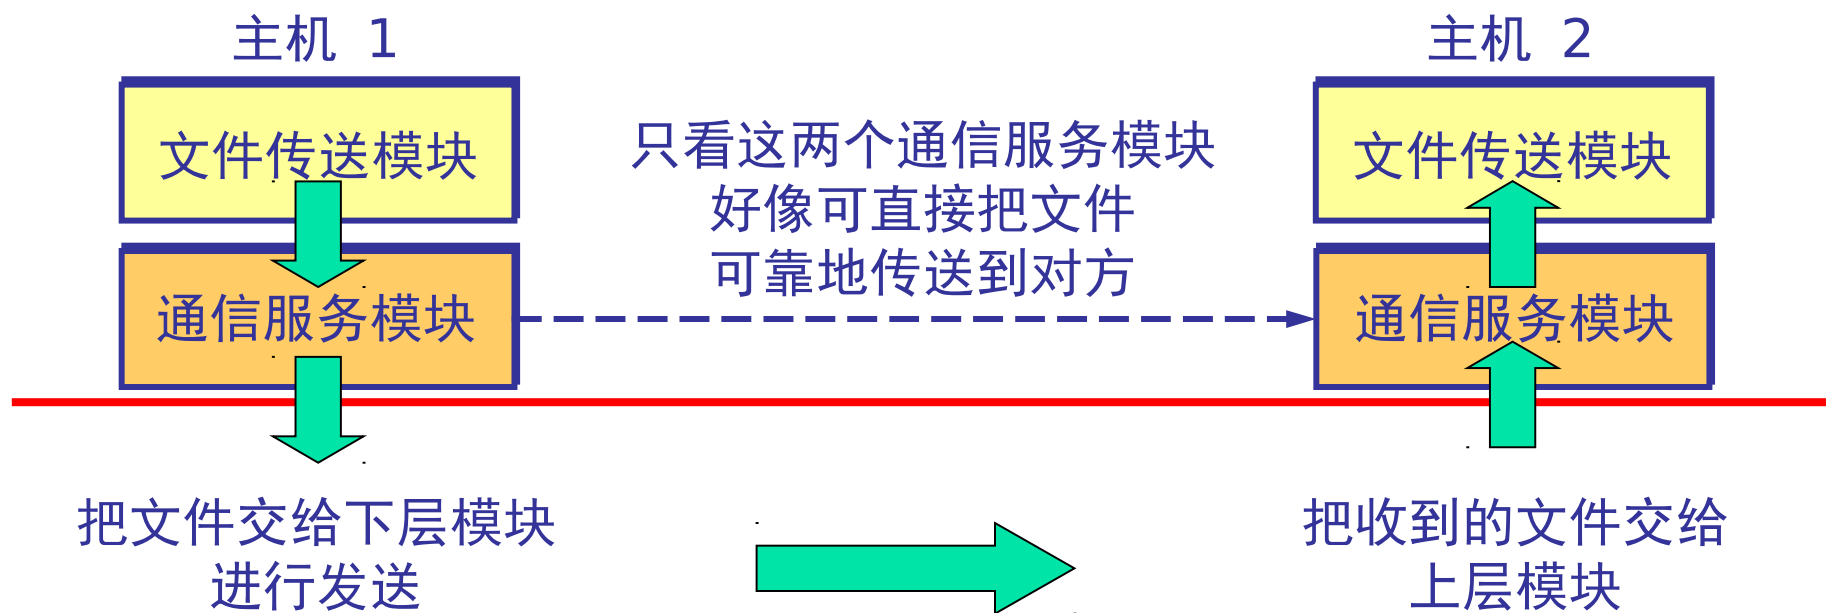 主机 1
主机 2
文件传送模块
只看这两个通信服务模块
好像可直接把文件
可靠地传送到对方
文件传送模块
通信服务模块
通信服务模块
把文件交给下层模块
进行发送
把收到的文件交给
上层模块